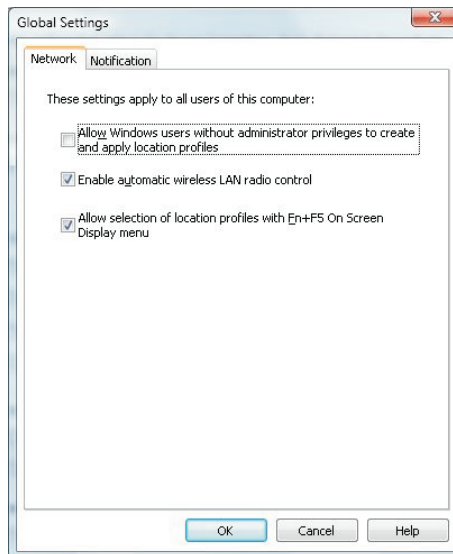 Global Settings
Network
Notification
These settings apply to all users of this computer:
Allow Windows users without administrator privileges to create
and apply location profiles
Enable automatic wireless LAN radio control
Allow selection of location profiles with Fn+F5 On Screen
Display menu
OK
Cancel
Help